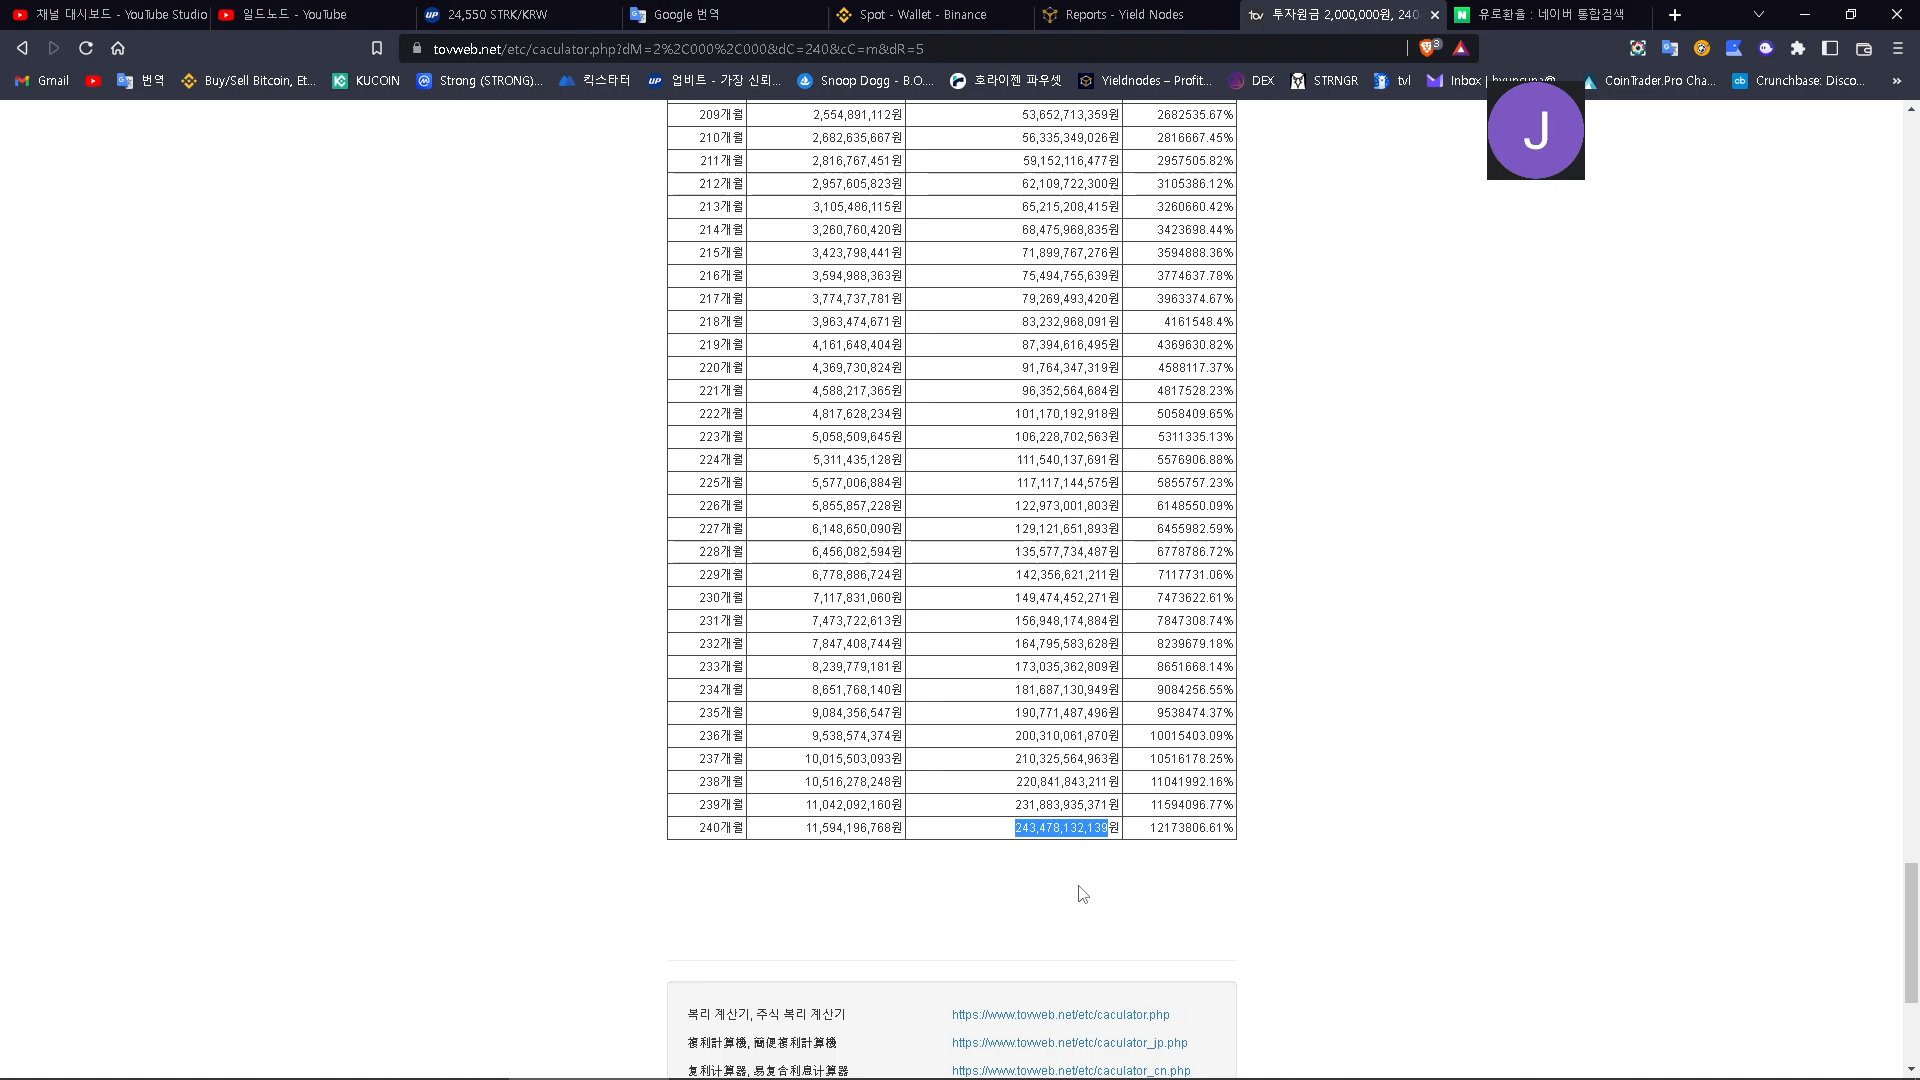 채널 대시보드 - YouTube Studio
일드노드 - YouTube
UP 24,550 STRK/KRW
Google 번역
Spot - Wallet - Binance
Reports - Yield Nodes
tov 투자원금 2,000,000원, 240
N 유로환율 : 네이버 통합검색
tovweb.net/etc/caculator.php?dM=2%2C000%2C000&dC=240&cC=m&dR=5
3
Gmail
번역
Buy/Sell Bitcoin, Et...
KUCOIN
Strong (STRONG)...
킥스타터
UP 업비트 - 가장 신뢰...
Snoop Dogg - B.O....
호라이젠 파우셋
Yieldnodes – Profit...
DEX
STRNGR
tvl
Inbox |
CoinTrader.Pro Cha...
cb Crunchbase: Disco...
»
J
209개월 2,554,891,112원 53,652,713,359원 2682535.67%
210개월 2,682,635,667원 56,335,349,026원 2816667.45%
211개월 2,816,767,451원 59,152,116,477원 2957505.82%
212개월 2,957,605,823원 62,109,722,300원 3105386.12%
213개월 3,105,486,115원 65,215,208,415원 3260660.42%
214개월 3,260,760,420원 68,475,968,835원 3423698.44%
215개월 3,423,798,441원 71,899,767,276원 3594888.36%
216개월 3,594,988,363원 75,494,755,639원 3774637.78%
217개월 3,774,737,781원 79,269,493,420원 3963374.67%
218개월 3,963,474,671원 83,232,968,091원 4161548.4%
219개월 4,161,648,404원 87,394,616,495원 4369630.82%
220개월 4,369,730,824원 91,764,347,319원 4588117.37%
221개월 4,588,217,365원 96,352,564,684원 4817528.23%
222개월 4,817,628,234원 101,170,192,918원 5058409.65%
223개월 5,058,509,645원 106,228,702,563원 5311335.13%
224개월 5,311,435,128원 111,540,137,691원 5576906.88%
225개월 5,577,006,884원 117,117,144,575원 5855757.23%
226개월 5,855,857,228원 122,973,001,803원 6148550.09%
227개월 6,148,650,090원 129,121,651,893원 6455982.59%
228개월 6,456,082,594원 135,577,734,487원 6778786.72%
229개월 6,778,886,724원 142,356,621,211원 7117731.06%
230개월 7,117,831,060원 149,474,452,271원 7473622.61%
231개월 7,473,722,613원 156,948,174,884원 7847308.74%
232개월 7,847,408,744원 164,795,583,628원 8239679.18%
233개월 8,239,779,181원 173,035,362,809원 8651668.14%
234개월 8,651,768,140원 181,687,130,949원 9084256.55%
235개월 9,084,356,547원 190,771,487,496원 9538474.37%
236개월 9,538,574,374원 200,310,061,870원 10015403.09%
237개월 10,015,503,093원 210,325,564,963원 10516178.25%
238개월 10,516,278,248원 220,841,843,211원 11041992.16%
239개월 11,042,092,160원 231,883,935,371원 11594096.77%
240개월 11,594,196,768원 243,478,132,139원 12173806.61%
복리 계산기, 주식 복리 계산기 https://www.tovweb.net/etc/caculator.php
複利計算機, 簡便複利計算機 https://www.tovweb.net/etc/caculator_jp.php
复利计算器, 易复合利息计算器 https://www.tovweb.net/etc/caculator_cn.php